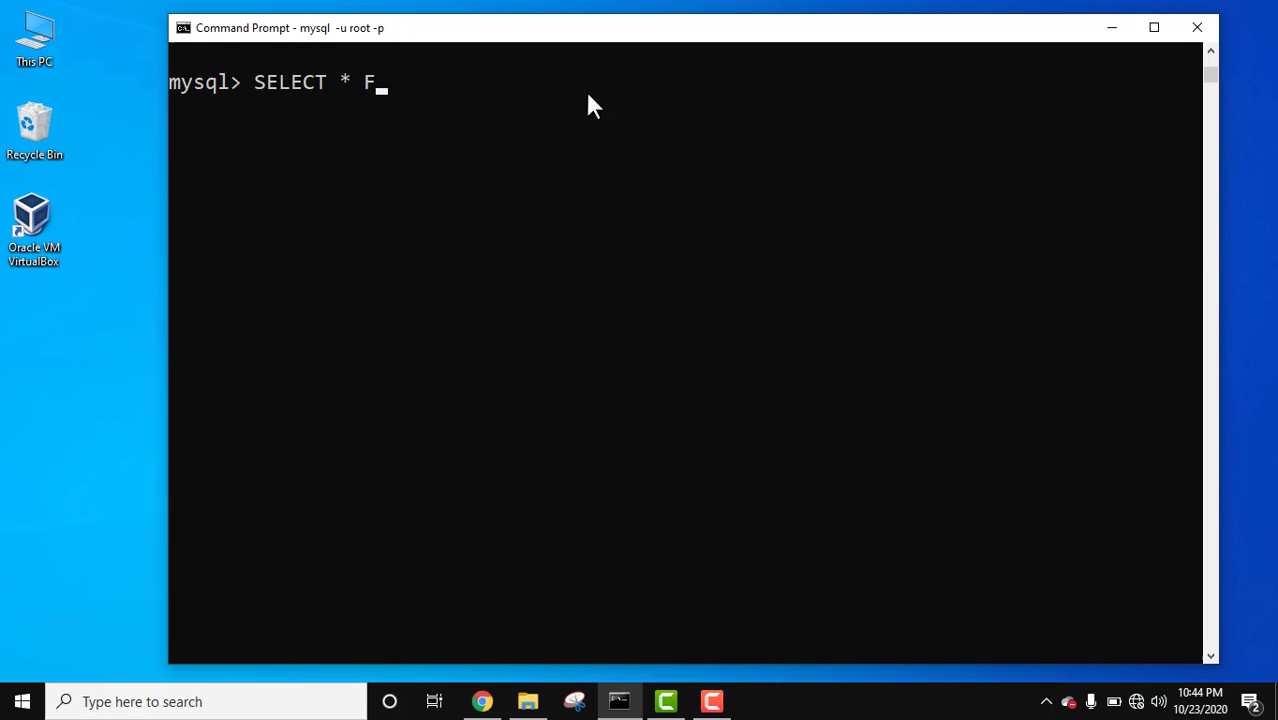 Command Prompt - mysql -u root -p
mysql> SELECT * F
This PC
Recycle Bin
Oracle VM
VirtualBox
Type here to search
10:44 PM
10/23/2020
2